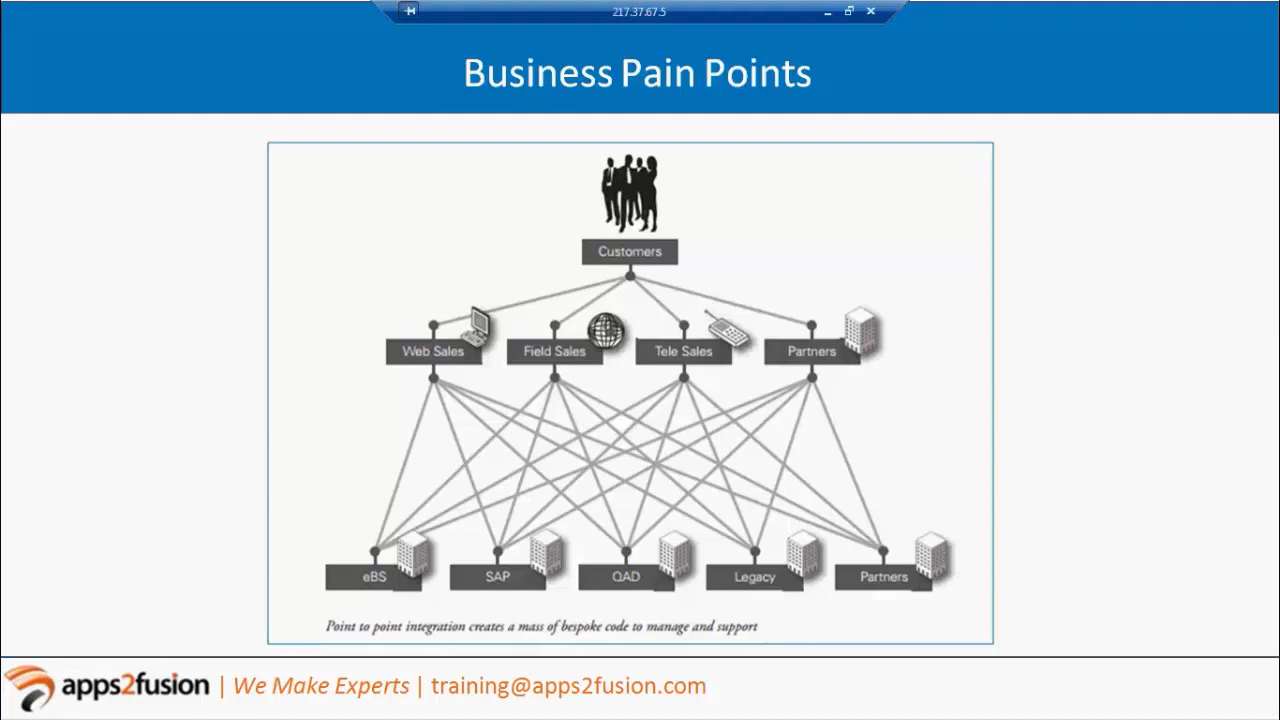 217.37.67.5
Business Pain Points
Customers
Web Sales
Field Sales
Tele Sales
Partners
eBS
SAP
QAD
Legacy
Partners
Point to point integration creates a mass of bespoke code to manage and support
apps2fusion | We Make Experts | training@apps2fusion.com